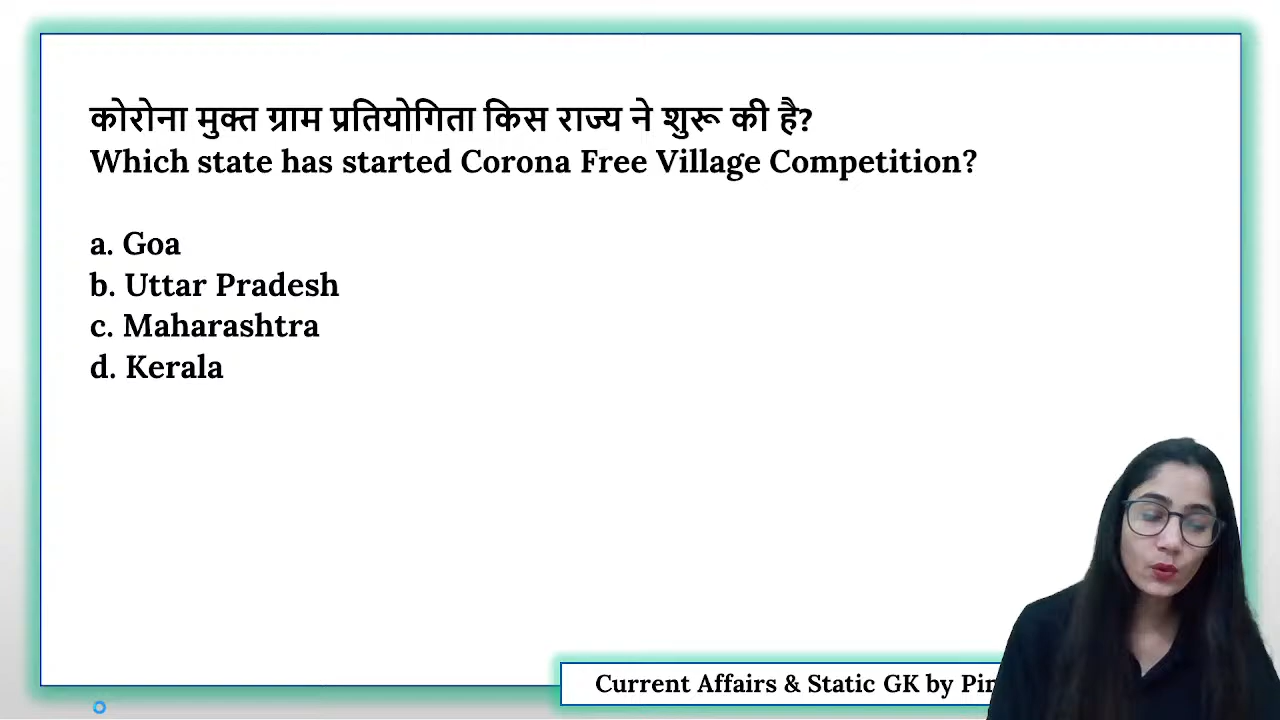 कोरोना मुक्त ग्राम प्रतियोगिता किस राज्य ने शुरू की है?
Which state has started Corona Free Village Competition?
a. Goa
b. Uttar Pradesh
c. Maharashtra
d. Kerala
Current Affairs & Static GK by